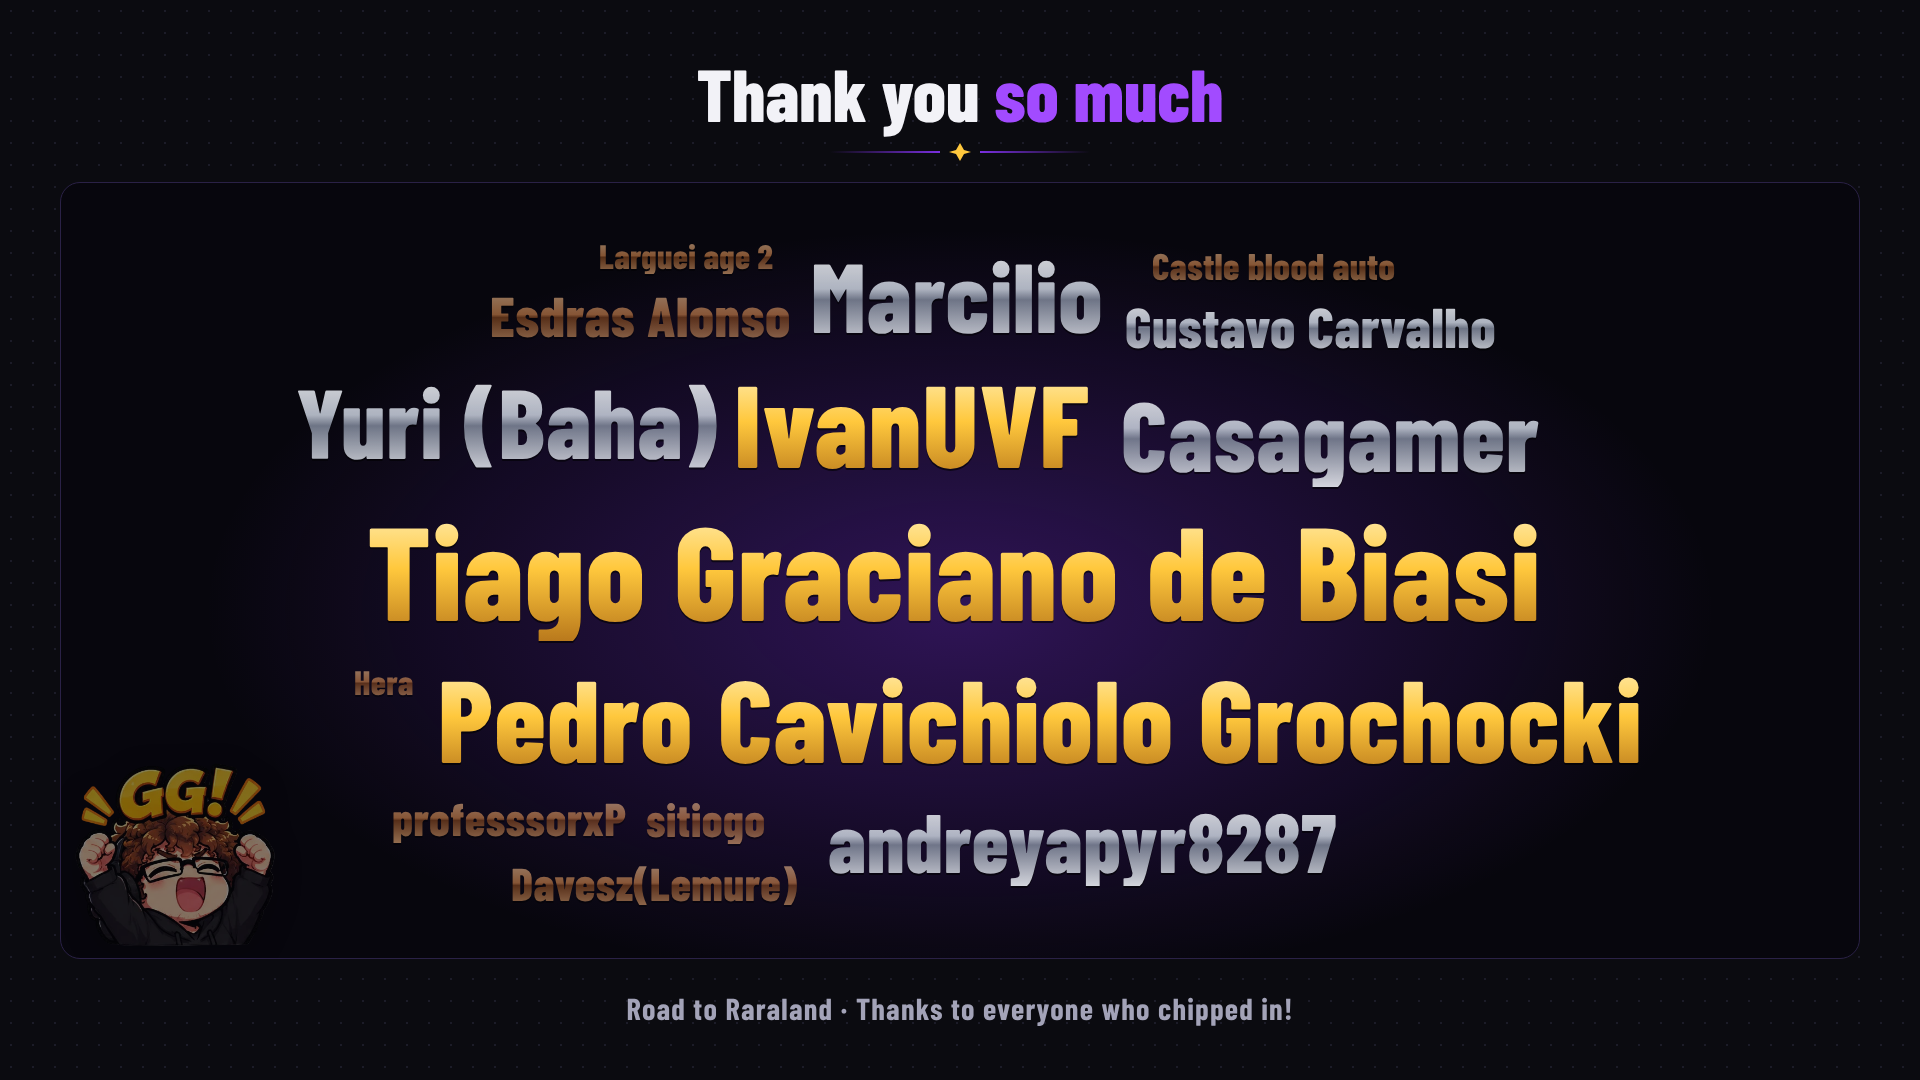 Thank you so much
Larguei age 2
Castle blood auto
Esdras Alonso
Marcilio
Gustavo Carvalho
Yuri (Baha)
IvanUVF
Casagamer
Tiago Graciano de Biasi
Hera
Pedro Cavichiolo Grochocki
GG!
professsorxP
sitiogo
andreyapyr8287
Davesz(Lemure)
Road to Raraland · Thanks to everyone who chipped in!